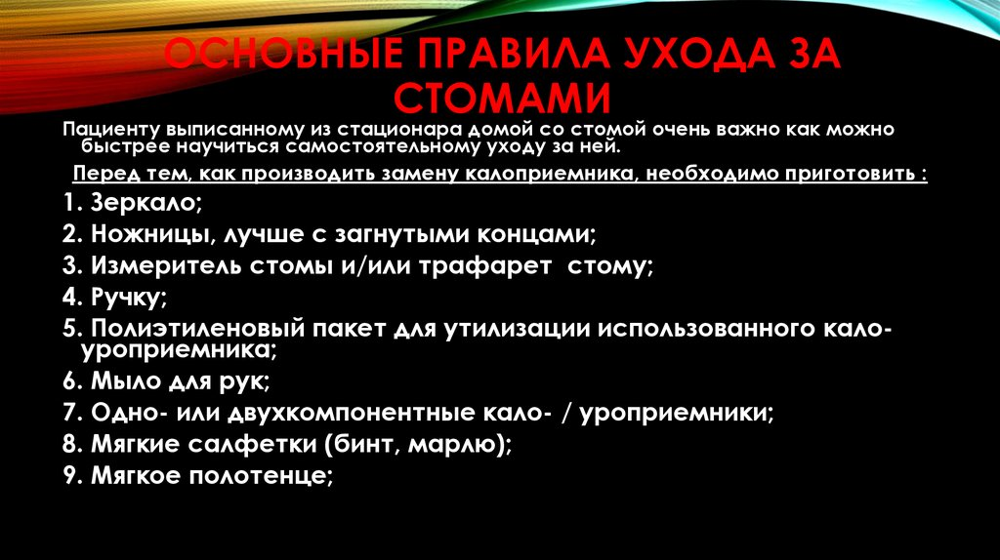 ОСНОВНЫЕ ПРАВИЛА УХОДА ЗА
СТОМАМИ
Пациенту выписанному из стационара домой со стомой очень важно как можно
быстрее научиться самостоятельному уходу за ней.
Перед тем, как производить замену калоприемника, необходимо приготовить :
1. Зеркало;
2. Ножницы, лучше с загнутыми концами;
3. Измеритель стомы и/или трафарет стому;
4. Ручку;
5. Полиэтиленовый пакет для утилизации использованного кало-
уроприемника;
6. Мыло для рук;
7. Одно- или двухкомпонентные кало- / уроприемники;
8. Мягкие салфетки (бинт, марлю);
9. Мягкое полотенце;